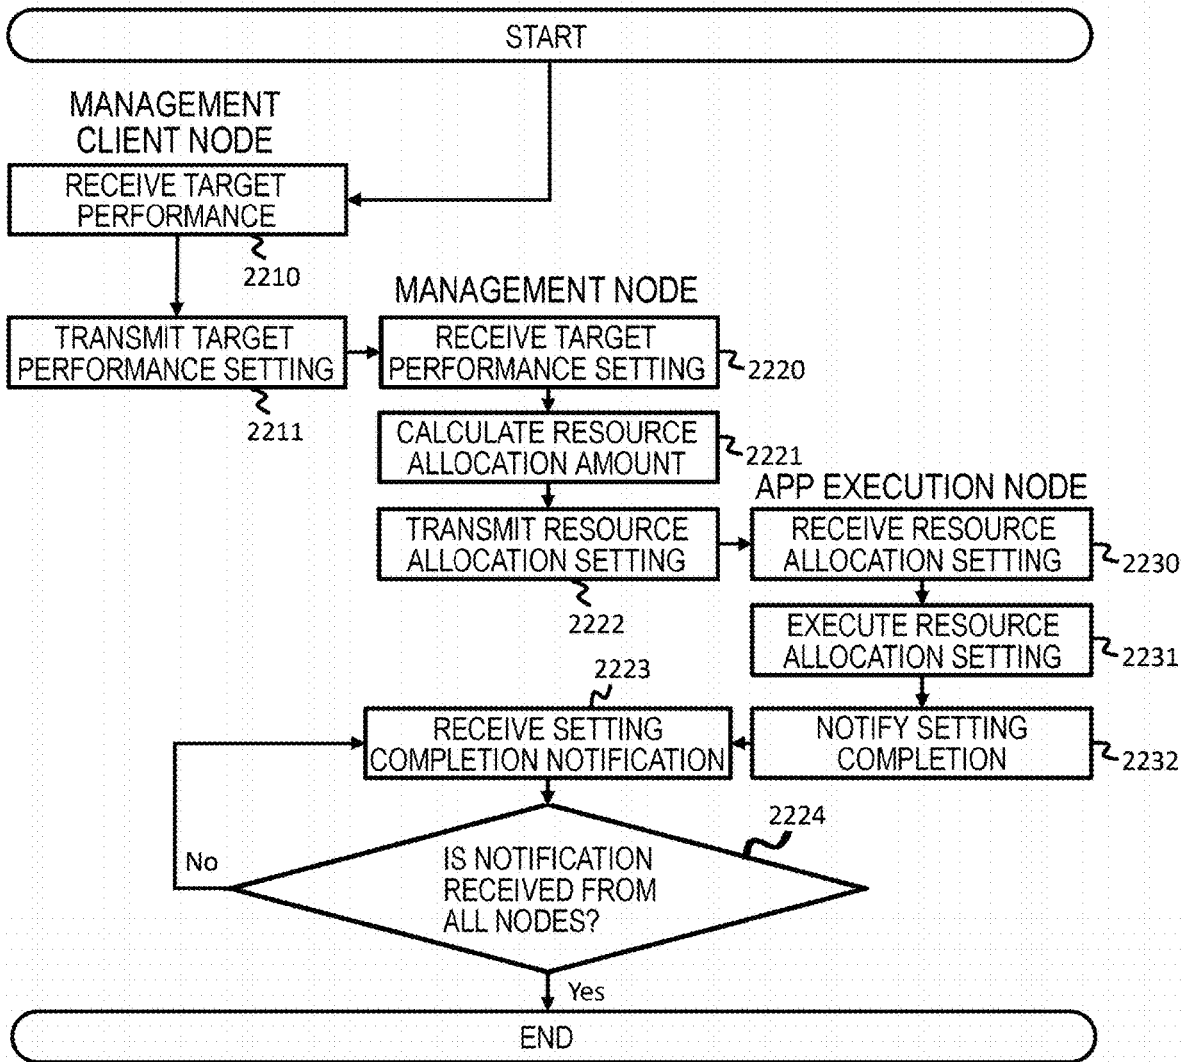 START
MANAGEMENT
CLIENT NODE
RECEIVE TARGET
PERFORMANCE
2210
TRANSMIT TARGET
PERFORMANCE SETTING
2211
MANAGEMENT NODE
RECEIVE TARGET
PERFORMANCE SETTING
2220
CALCULATE RESOURCE
ALLOCATION AMOUNT
2221
TRANSMIT RESOURCE
ALLOCATION SETTING
2222
APP EXECUTION NODE
RECEIVE RESOURCE
ALLOCATION SETTING
2230
EXECUTE RESOURCE
ALLOCATION SETTING
2231
NOTIFY SETTING
COMPLETION
2232
2223
RECEIVE SETTING
COMPLETION NOTIFICATION
2224
IS NOTIFICATION
RECEIVED FROM
ALL NODES?
No
Yes
END